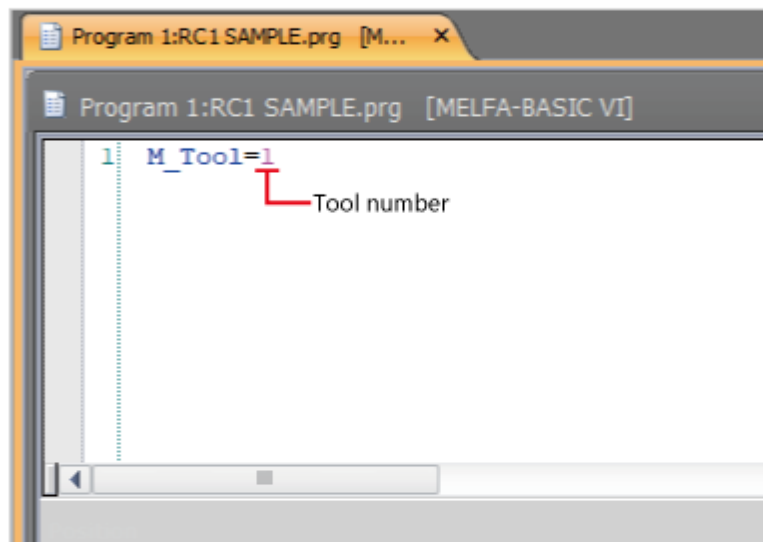 Program 1:RC1 SAMPLE.prg [M... ×
Program 1:RC1 SAMPLE.prg [MELFA-BASIC VI]
1 M_Tool=1
Tool number